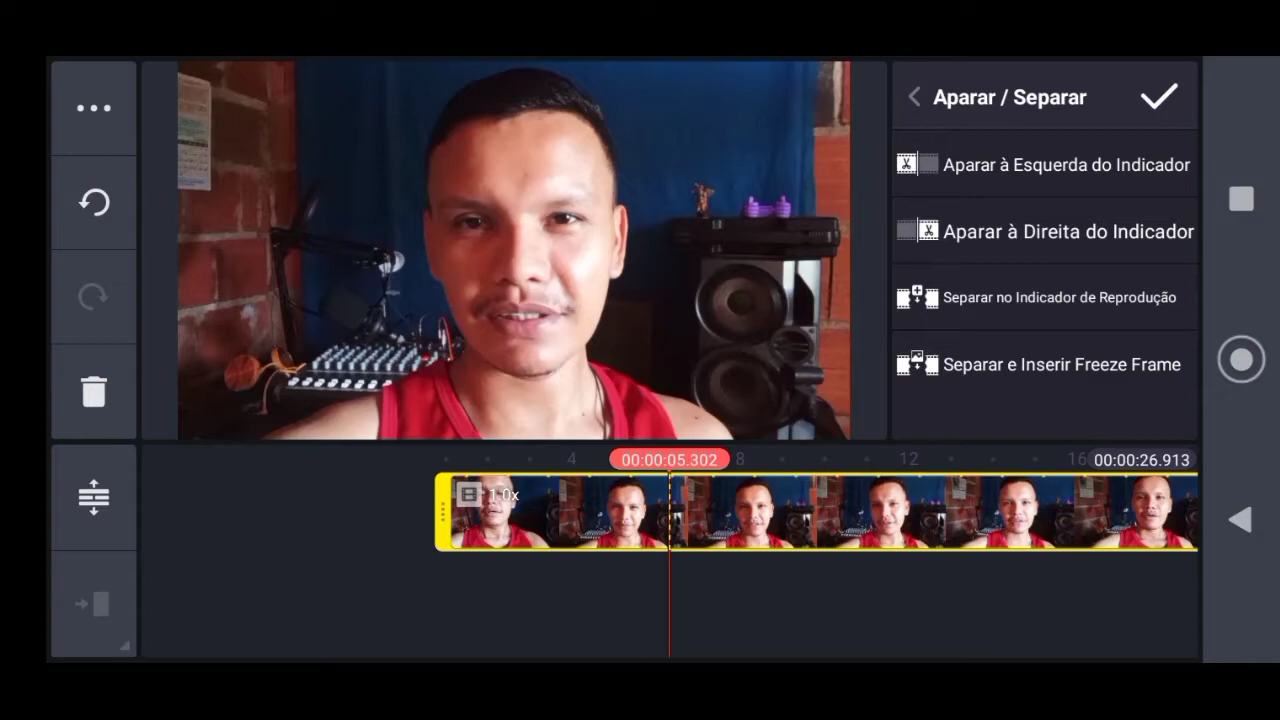 Aparar / Separar
Aparar à Esquerda do Indicador
Aparar à Direita do Indicador
Separar no Indicador de Reprodução
Separar e Inserir Freeze Frame
4
00:00:05.302
8
12
16
00:00:26.913
1.0x